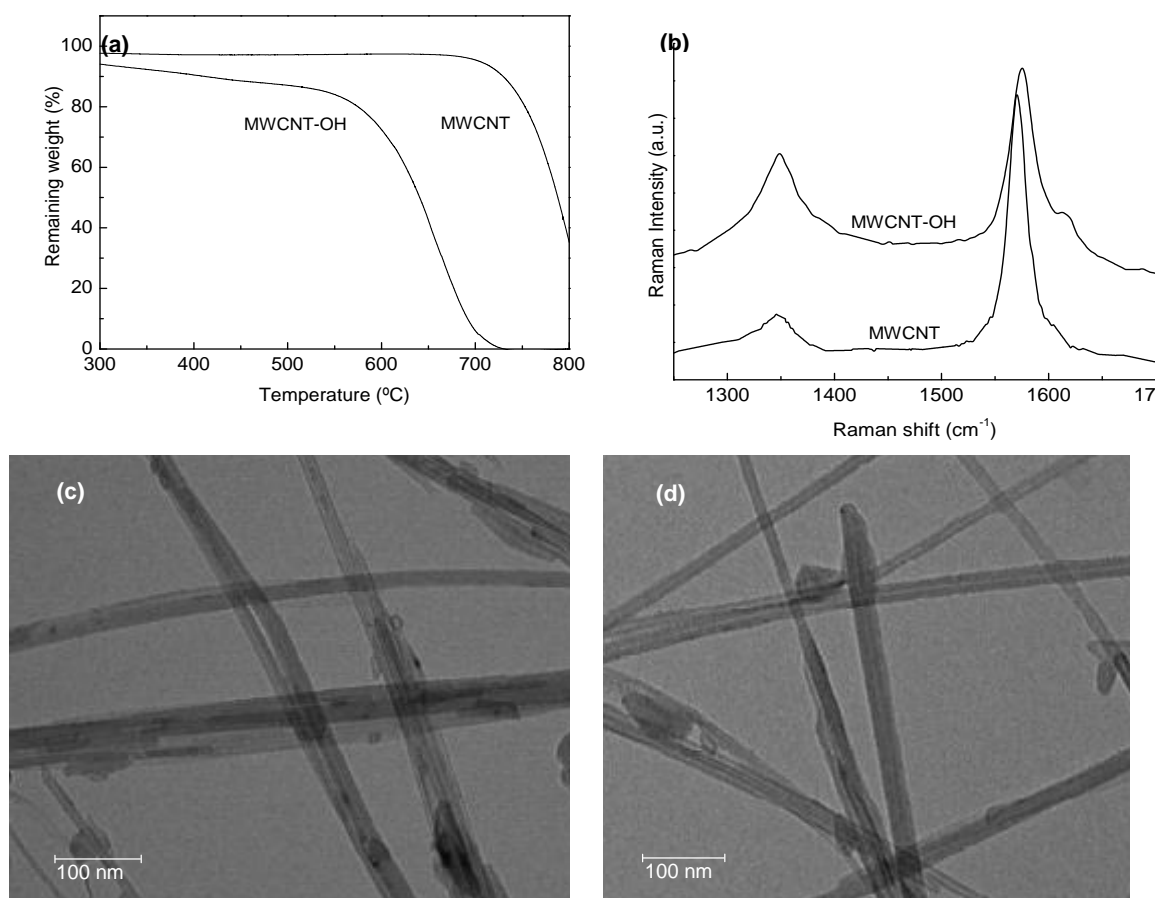 (a)
100
80
60
40
20
0
Remaining weight (%)
MWCNT-OH
MWCNT
300 400 500 600 700 800
Temperature (ºC)
(b)
Raman Intensity (a.u.)
MWCNT-OH
MWCNT
1300 1400 1500 1600 17
Raman shift (cm⁻¹)
(c)
100 nm
(d)
100 nm